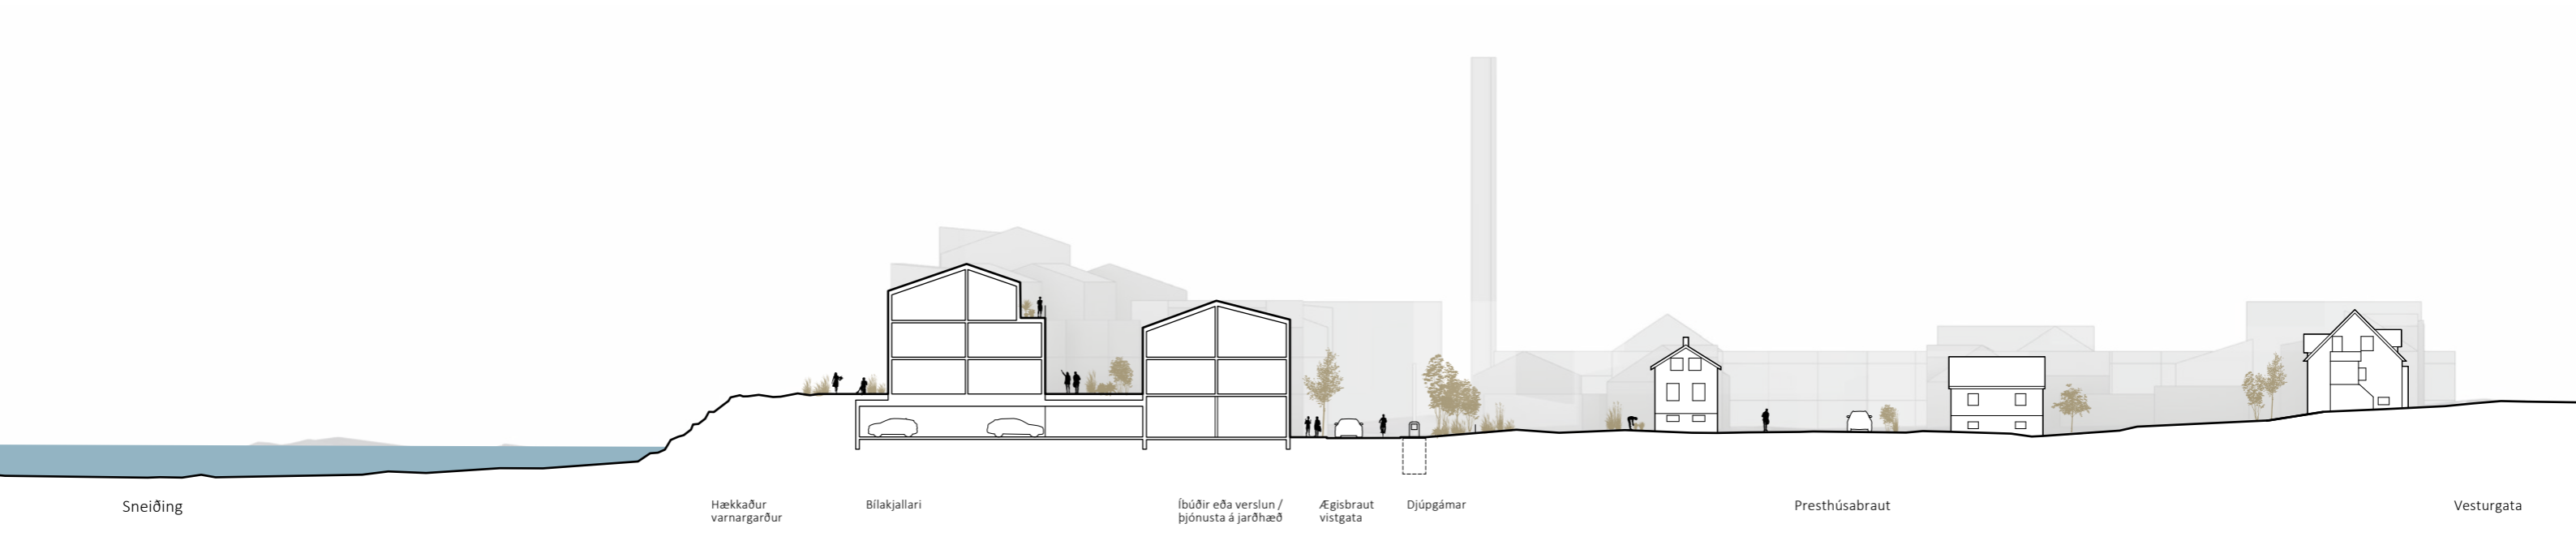 Sneiðing
Hækkaður
varnargarður
Bílakjallari
Íbúðir eða verslun /
þjónusta á jarðhæð
Ægisbraut
vistgata
Djúpgámar
Presthúsabraut
Vesturgata